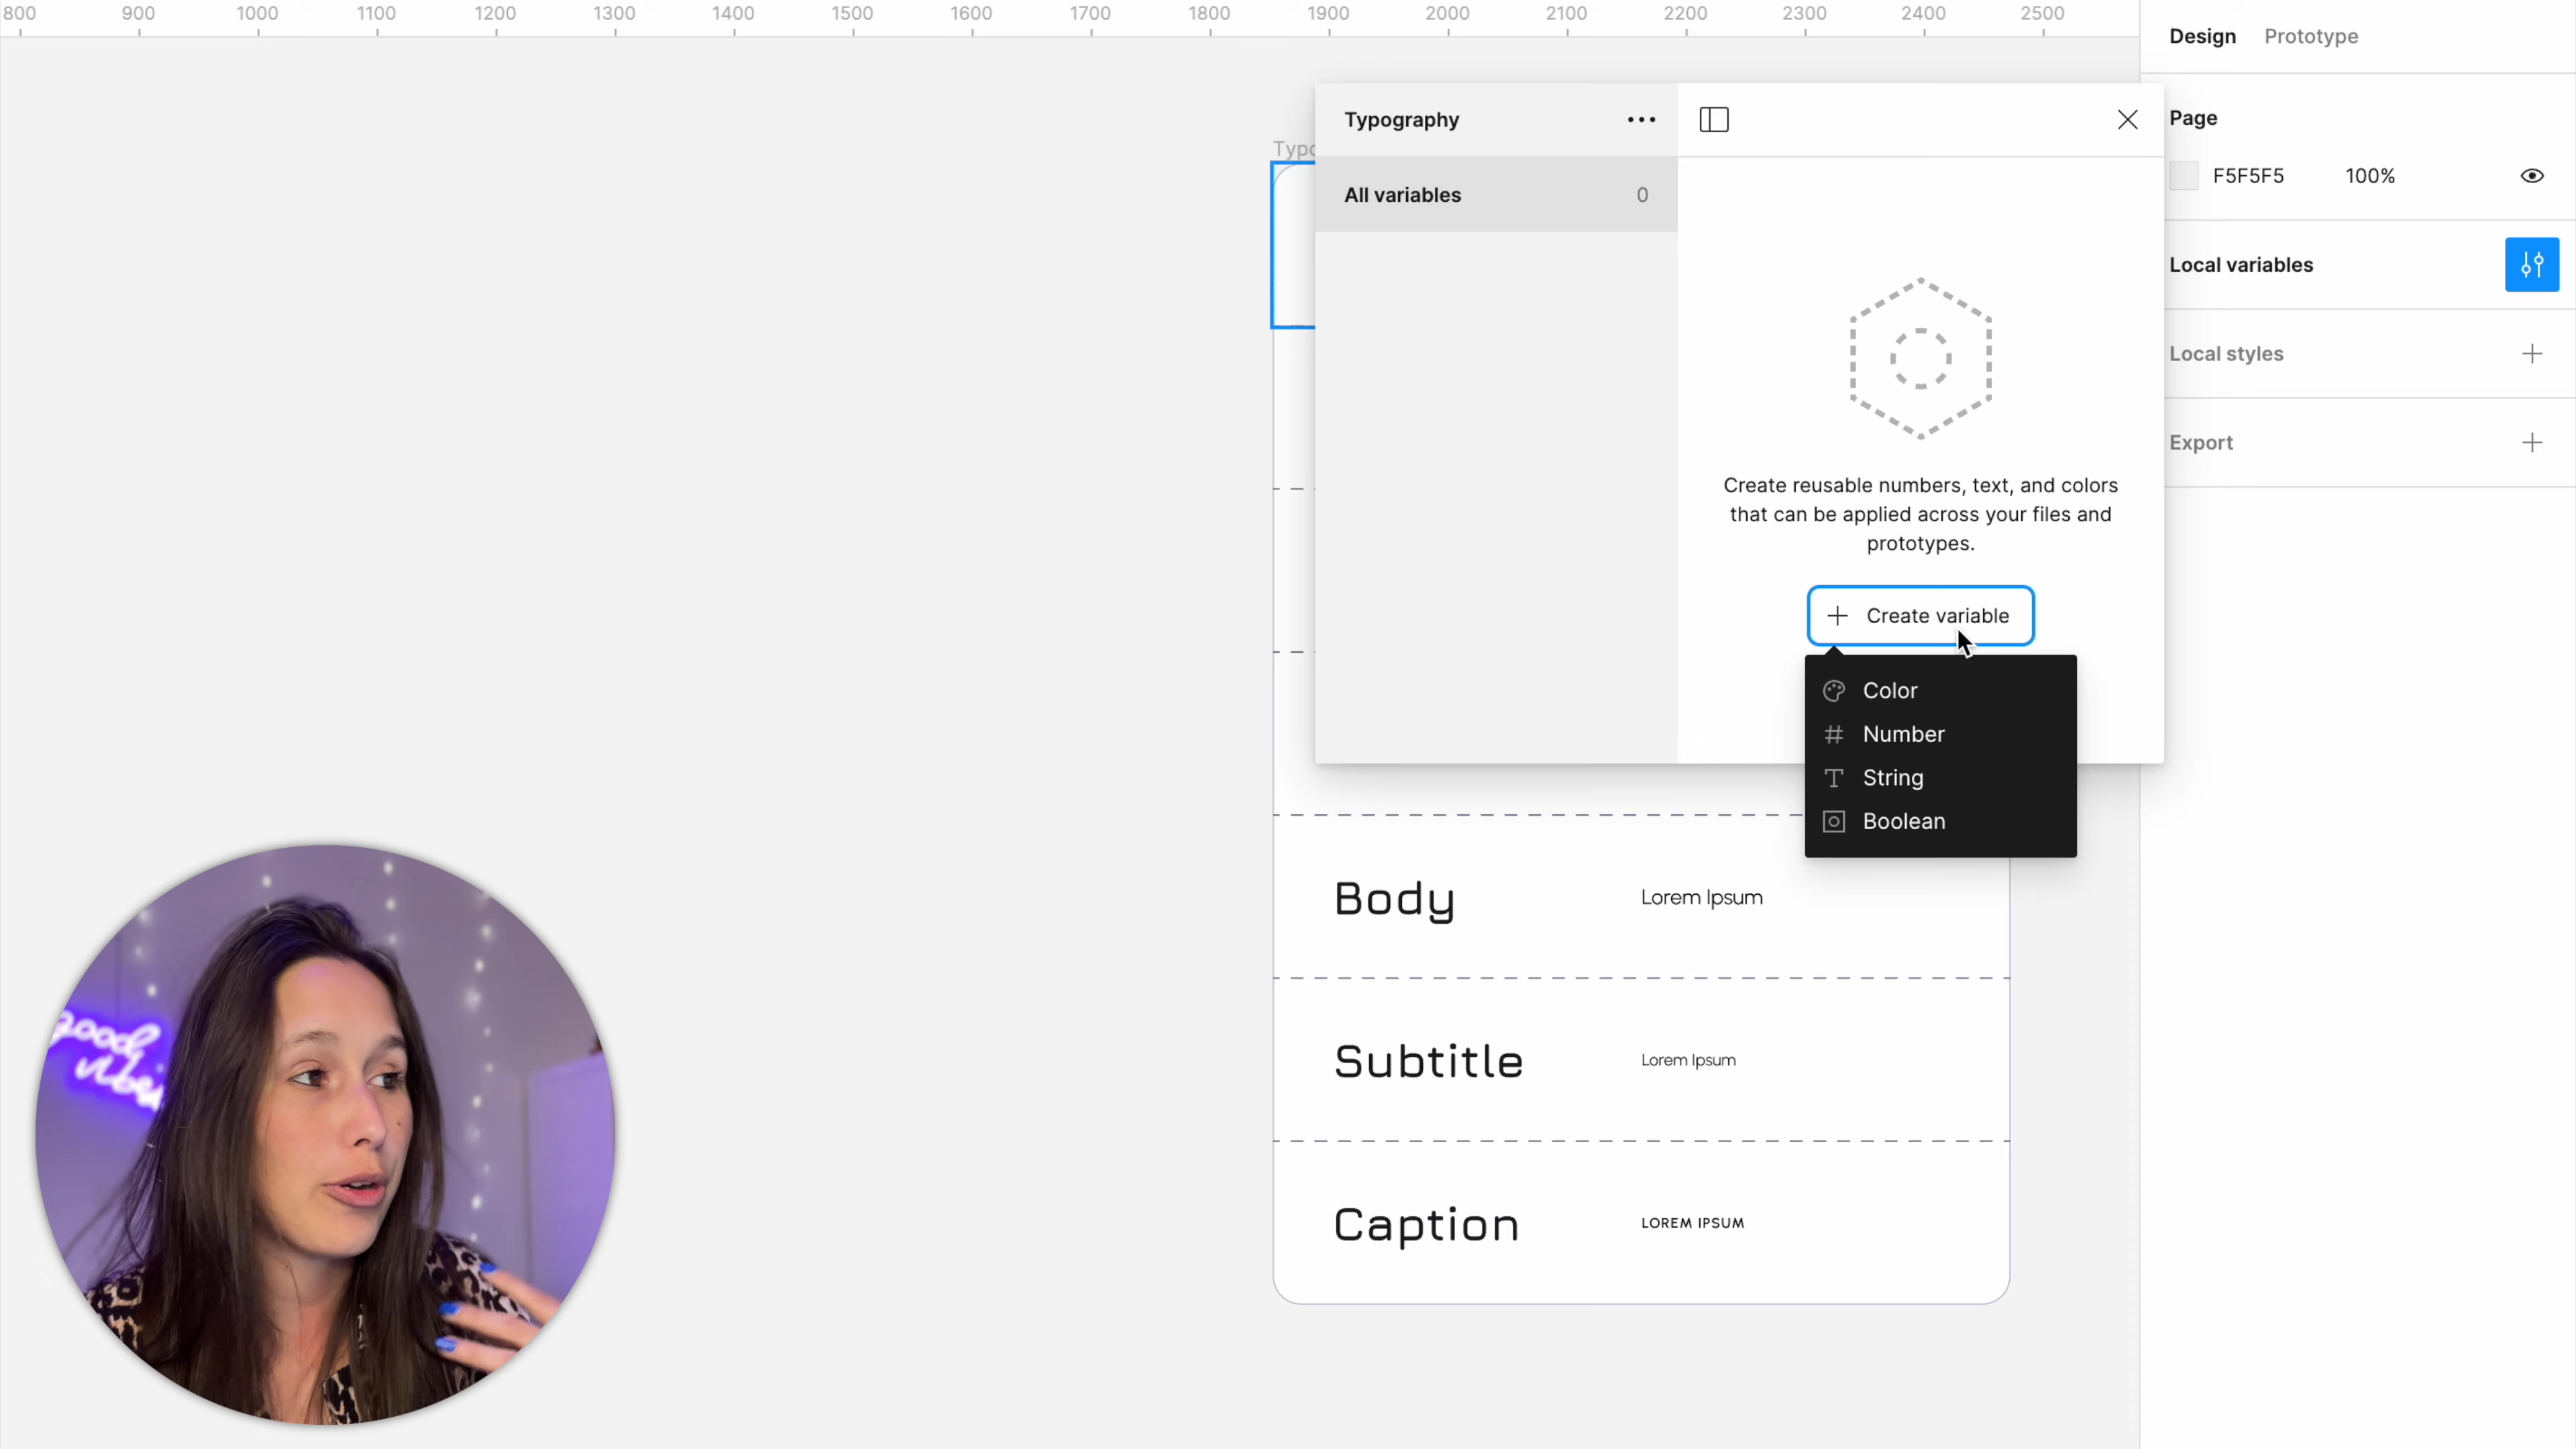 800 900 1000 1100 1200 1300 1400 1500 1600 1700 1800 1900 2000 2100 2200 2300 2400 2500
Design Prototype
Typography
Page
Typo
F5F5F5 100%
All variables 0
Local variables
Local styles
Export
Create reusable numbers, text, and colors
that can be applied across your files and
prototypes.
Create variable
Color
Number
String
Boolean
Body Lorem Ipsum
Subtitle Lorem Ipsum
Caption LOREM IPSUM
good
vibes